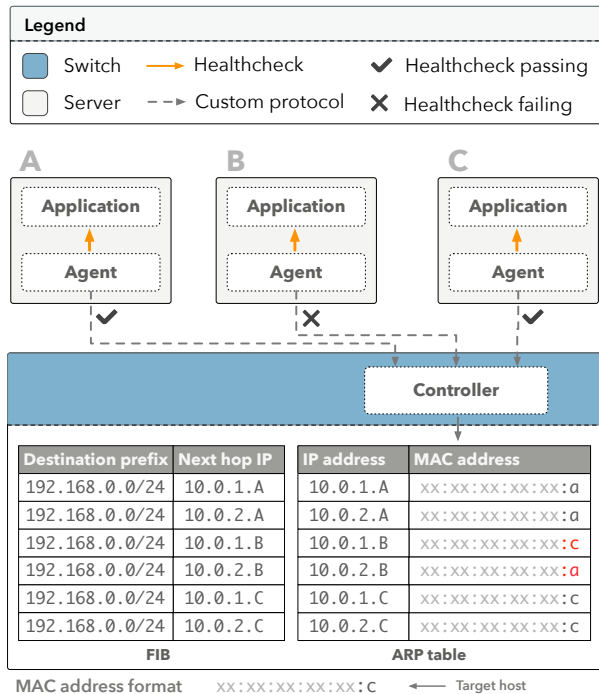 Legend
Switch Healthcheck Healthcheck passing
Server Custom protocol Healthcheck failing
A B C
Application Application Application
Agent Agent Agent
Controller
Destination prefix Next hop IP IP address MAC address
192.168.0.0/24 10.0.1.A 10.0.1.A xx:xx:xx:xx:xx:a
192.168.0.0/24 10.0.2.A 10.0.2.A xx:xx:xx:xx:xx:a
192.168.0.0/24 10.0.1.B 10.0.1.B xx:xx:xx:xx:xx:c
192.168.0.0/24 10.0.2.B 10.0.2.B xx:xx:xx:xx:xx:a
192.168.0.0/24 10.0.1.C 10.0.1.C xx:xx:xx:xx:xx:c
192.168.0.0/24 10.0.2.C 10.0.2.C xx:xx:xx:xx:xx:c
FIB ARP table
MAC address format xx:xx:xx:xx:xx:c Target host